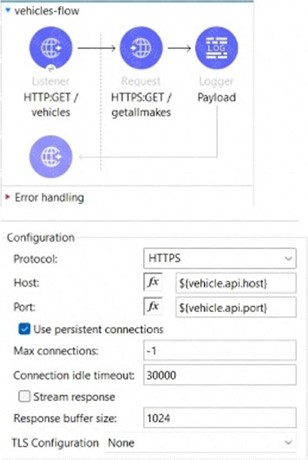 vehicles-flow
LOG
Listener
Request
Logger
HTTP:GET /
vehicles
HTTPS:GET /
getallmakes
Payload
Error handling
Configuration
Protocol:
HTTPS
Host:
fx
${vehicle.api.host}
Port:
fx
${vehicle.api.port}
Use persistent connections
Max connections:
-1
Connection idle timeout:
30000
Stream response
Response buffer size:
1024
TLS Configuration
None